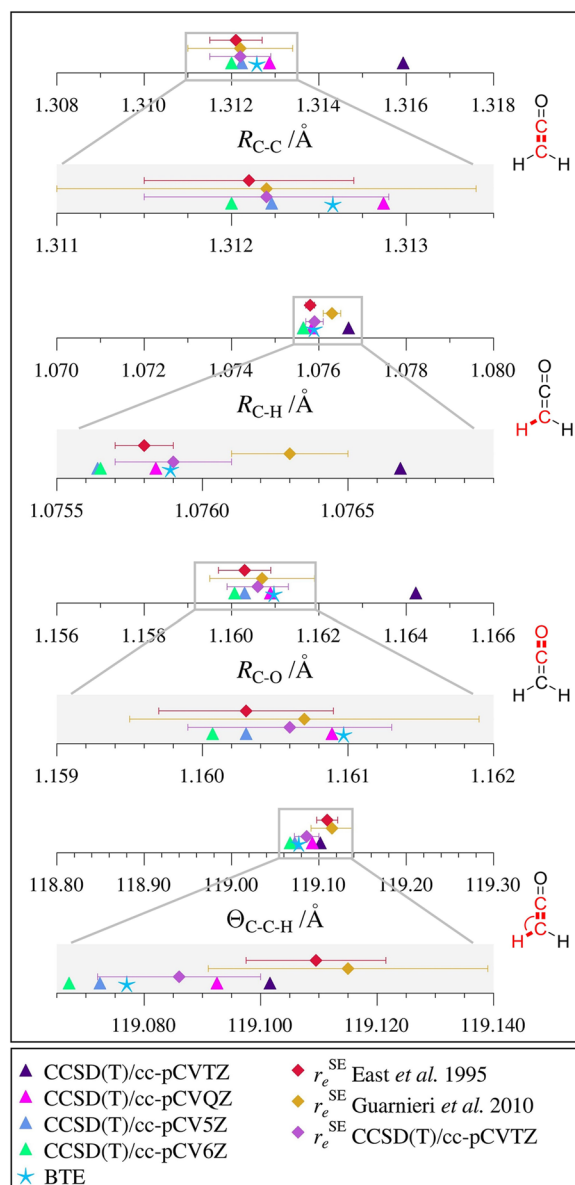 1.308 1.310 1.312 1.314 1.316 1.318
R_C-C /Å
O
C
H C H
1.311 1.312 1.313
1.070 1.072 1.074 1.076 1.078 1.080
R_C-H /Å
O
C
H C H
1.0755 1.0760 1.0765
1.156 1.158 1.160 1.162 1.164 1.166
R_C-O /Å
O
C
H C H
1.159 1.160 1.161 1.162
118.80 118.90 119.00 119.10 119.20 119.30
Θ_C-C-H /Å
O
C
H C H
119.080 119.100 119.120 119.140
CCSD(T)/cc-pCVTZ
CCSD(T)/cc-pCVQZ
CCSD(T)/cc-pCV5Z
CCSD(T)/cc-pCV6Z
BTE
r_e^SE East et al. 1995
r_e^SE Guarnieri et al. 2010
r_e^SE CCSD(T)/cc-pCVTZ